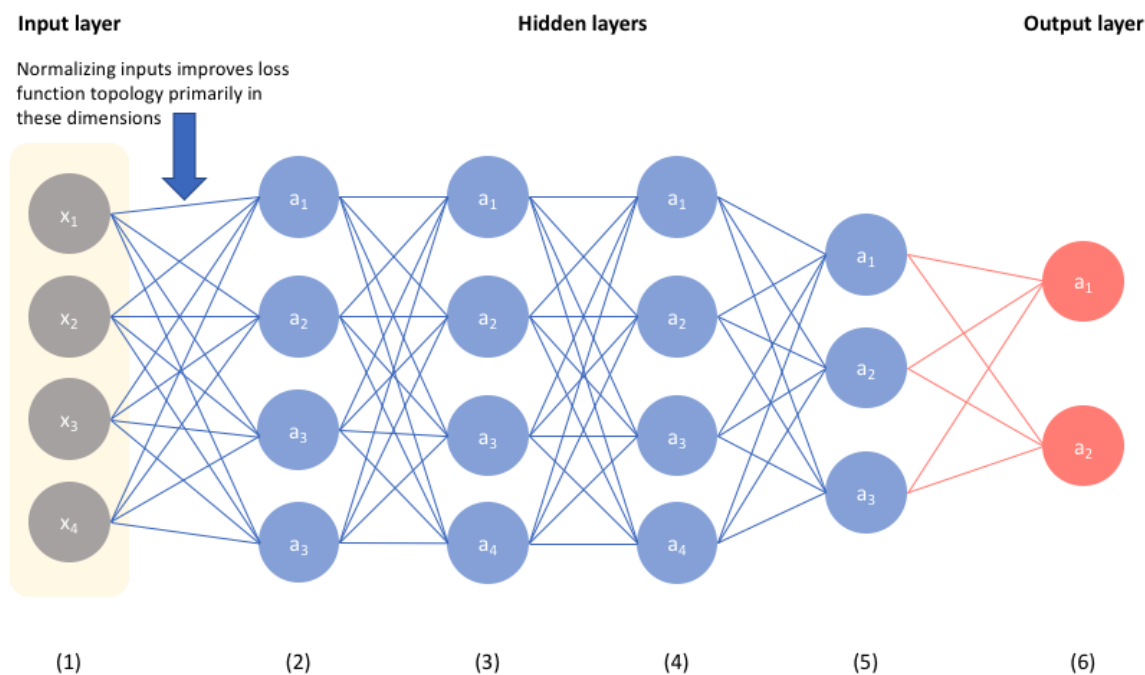 Input layer
Hidden layers
Output layer
Normalizing inputs improves loss
function topology primarily in
these dimensions
x₁
x₂
x₃
x₄
a₁
a₂
a₃
a₃
a₁
a₂
a₃
a₄
a₁
a₂
a₃
a₄
a₁
a₂
a₃
a₁
a₂
(1)
(2)
(3)
(4)
(5)
(6)